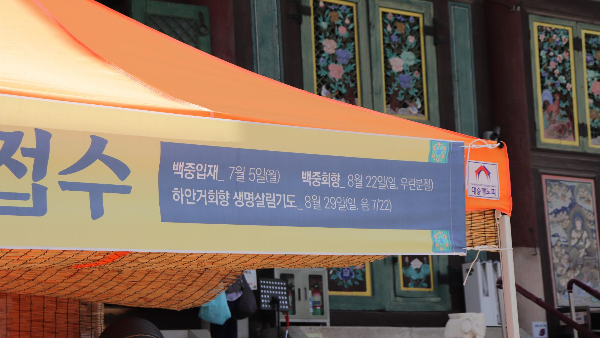 접수
백중입재_ 7월 5일(월) 백중회향_ 8월 22일(일, 우란분절)
하안거회향 생명살림기도_ 8월 29일(일, 음 7/22)